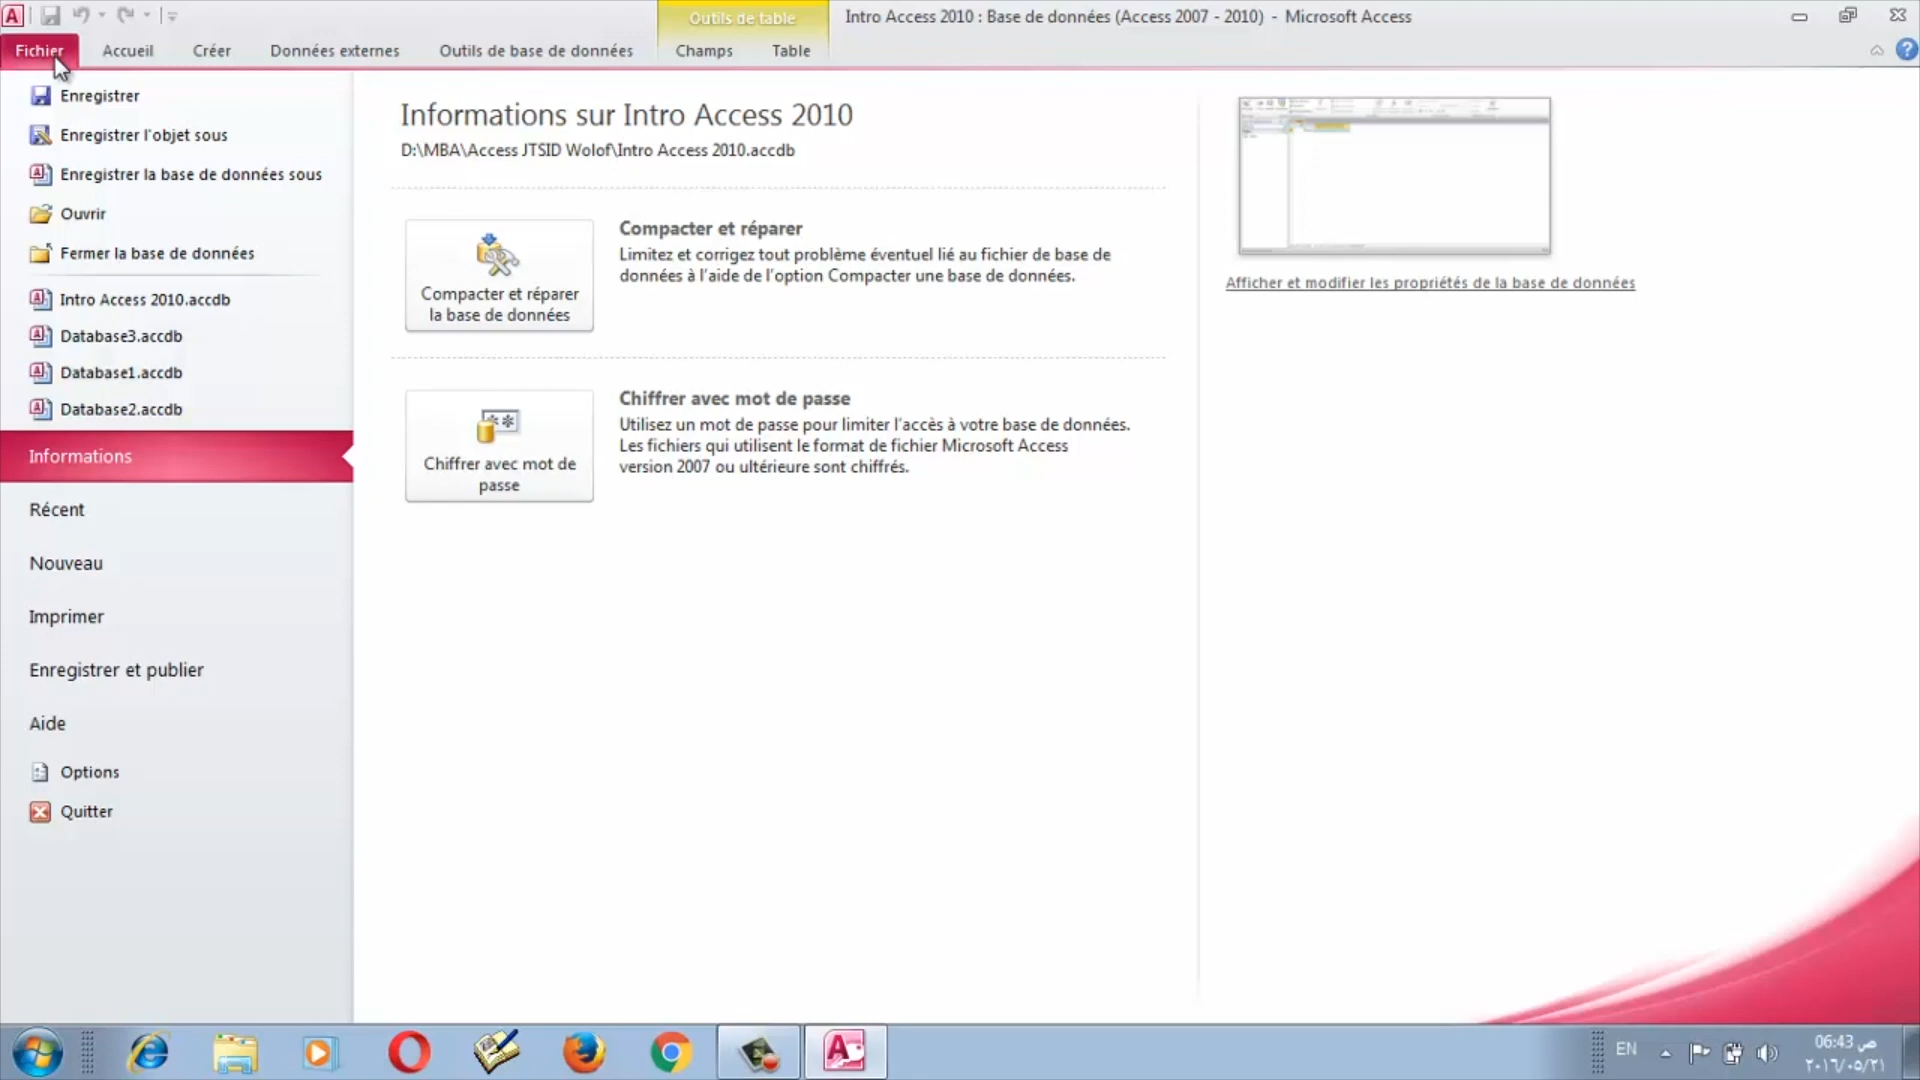 Outils de table
Intro Access 2010 : Base de données (Access 2007 - 2010) - Microsoft Access
Fichier
Accueil
Créer
Données externes
Outils de base de données
Champs
Table
Enregistrer
Enregistrer l'objet sous
Enregistrer la base de données sous
Ouvrir
Fermer la base de données
Intro Access 2010.accdb
Database3.accdb
Database1.accdb
Database2.accdb
Informations
Récent
Nouveau
Imprimer
Enregistrer et publier
Aide
Options
Quitter
Informations sur Intro Access 2010
D:\MBA\Access JTSID Wolof\Intro Access 2010.accdb
Compacter et réparer
la base de données
Compacter et réparer
Limitez et corrigez tout problème éventuel lié au fichier de base de
données à l'aide de l'option Compacter une base de données.
Chiffrer avec mot de
passe
Chiffrer avec mot de passe
Utilisez un mot de passe pour limiter l'accès à votre base de données.
Les fichiers qui utilisent le format de fichier Microsoft Access
version 2007 ou ultérieure sont chiffrés.
Afficher et modifier les propriétés de la base de données
EN
06:43 ص
٢٠١٦/٠٥/٢١